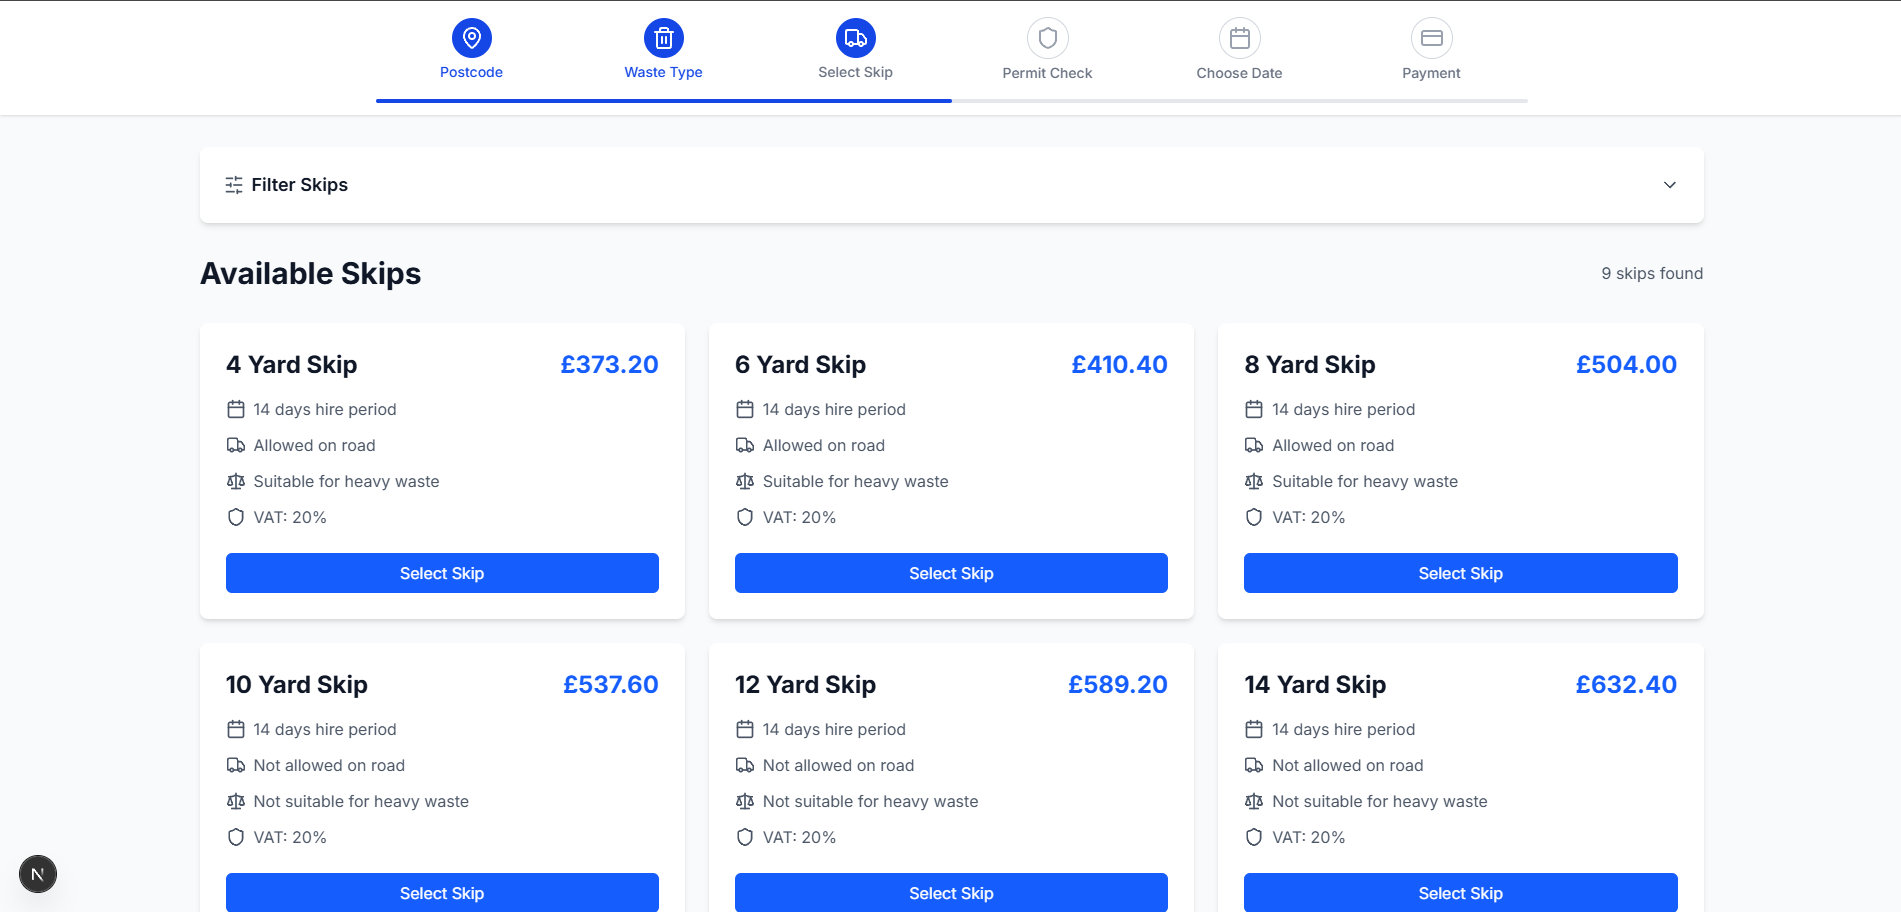 Postcode Waste Type Select Skip Permit Check Choose Date Payment
Filter Skips
Available Skips 9 skips found
4 Yard Skip £373.20
14 days hire period
Allowed on road
Suitable for heavy waste
VAT: 20%
Select Skip
6 Yard Skip £410.40
14 days hire period
Allowed on road
Suitable for heavy waste
VAT: 20%
Select Skip
8 Yard Skip £504.00
14 days hire period
Allowed on road
Suitable for heavy waste
VAT: 20%
Select Skip
10 Yard Skip £537.60
14 days hire period
Not allowed on road
Not suitable for heavy waste
VAT: 20%
Select Skip
12 Yard Skip £589.20
14 days hire period
Not allowed on road
Not suitable for heavy waste
VAT: 20%
Select Skip
14 Yard Skip £632.40
14 days hire period
Not allowed on road
Not suitable for heavy waste
VAT: 20%
Select Skip
N